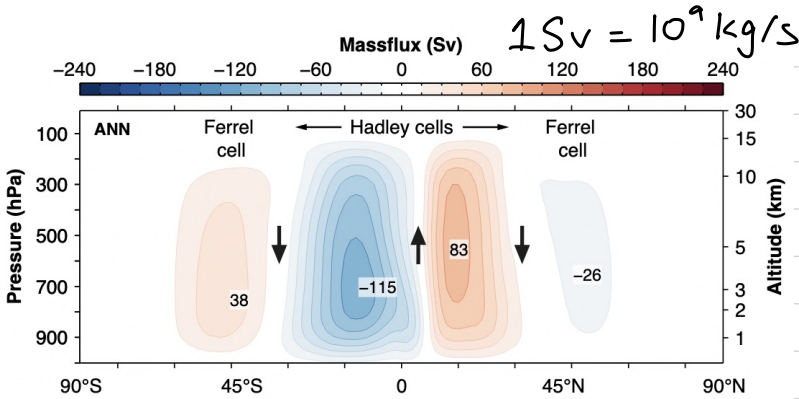 1Sv = 10⁹ kg/s
Massflux (Sv)
−240 −180 −120 −60 0 60 120 180 240
ANN
Ferrel cell
Hadley cells
Ferrel cell
Pressure (hPa)
100
300
500
700
900
30
15
10
5
3
2
1
Altitude (km)
38
−115
83
−26
90°S 45°S 0 45°N 90°N